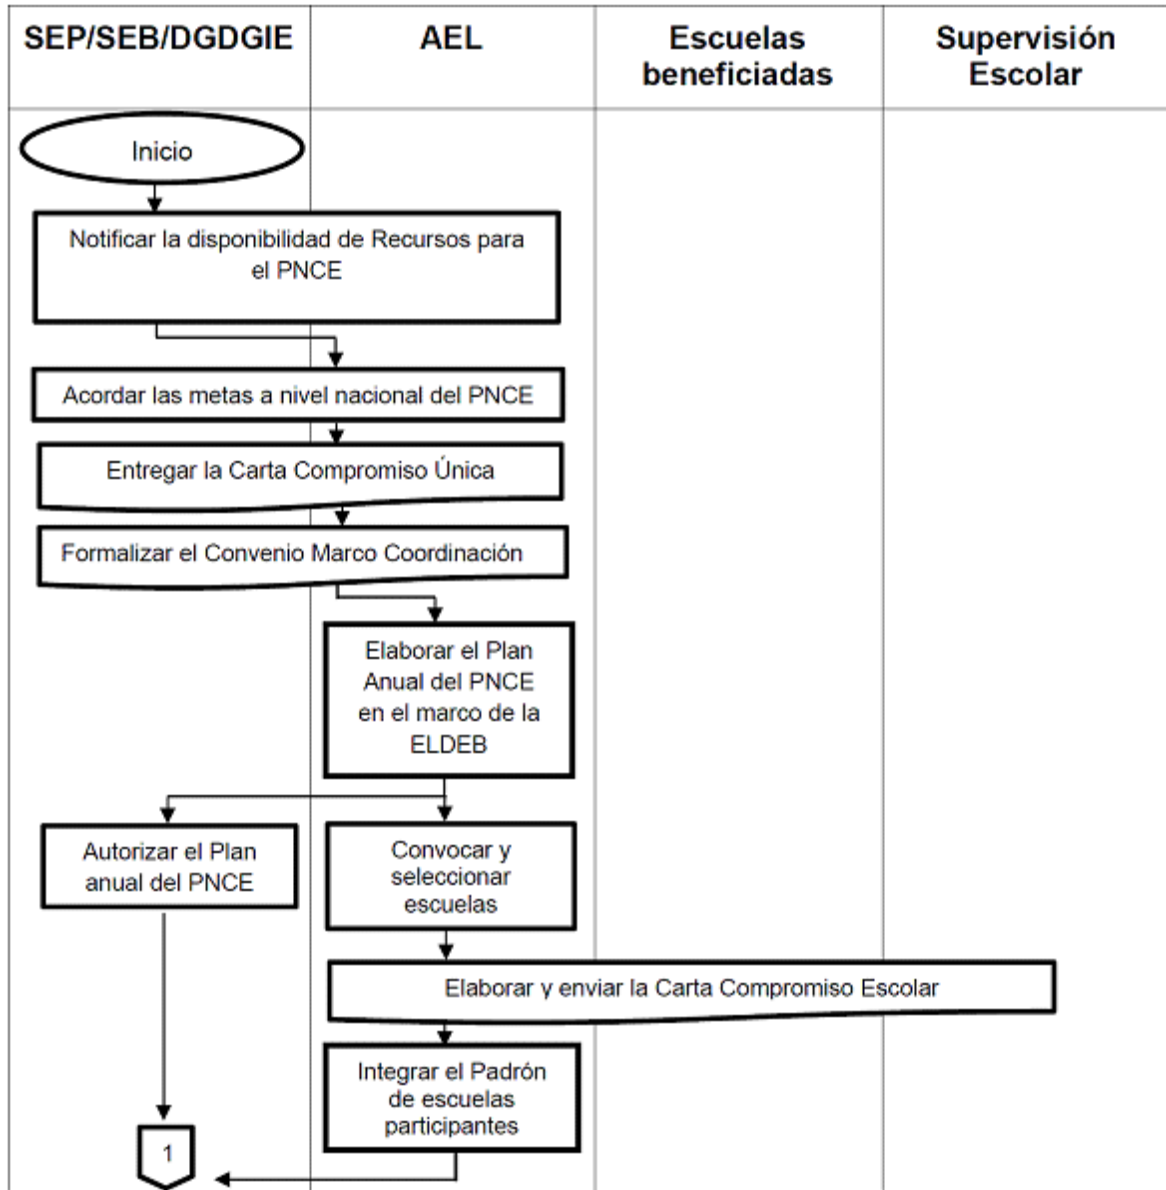 SEP/SEB/DGDGIE
AEL
Escuelas
beneficiadas
Supervisión
Escolar
Inicio
Notificar la disponibilidad de Recursos para
el PNCE
Acordar las metas a nivel nacional del PNCE
Entregar la Carta Compromiso Única
Formalizar el Convenio Marco Coordinación
Elaborar el Plan
Anual del PNCE
en el marco de la
ELDEB
Autorizar el Plan
anual del PNCE
Convocar y
seleccionar
escuelas
Elaborar y enviar la Carta Compromiso Escolar
Integrar el Padrón
de escuelas
participantes
1